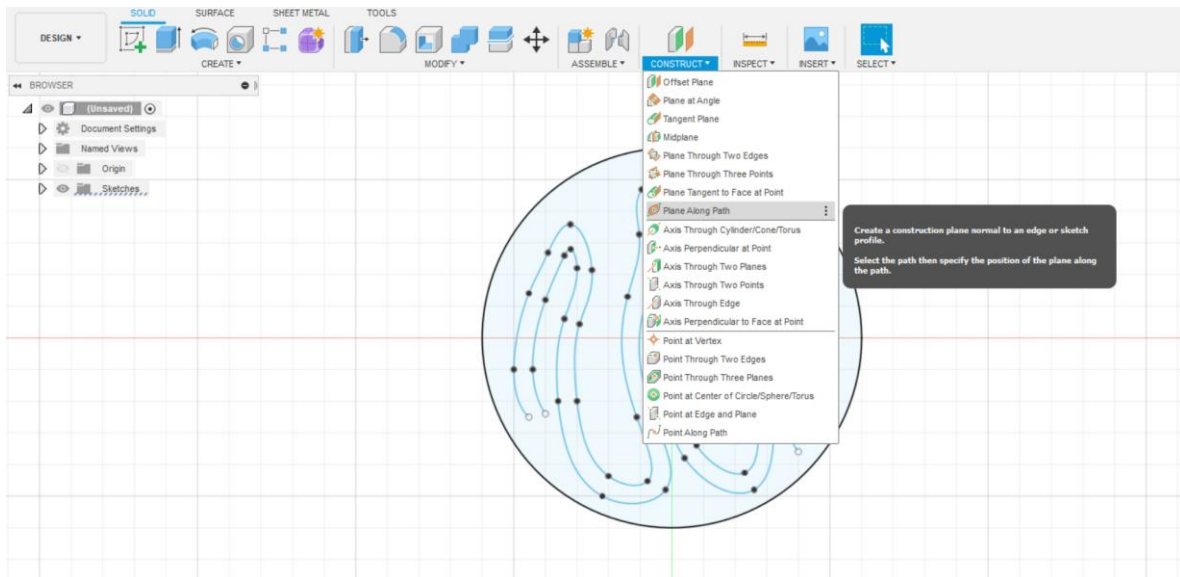 SOLID SURFACE SHEET METAL TOOLS
DESIGN
CREATE MODIFY ASSEMBLE CONSTRUCT INSPECT INSERT SELECT
BROWSER
(Unsaved)
Document Settings
Named Views
Origin
Sketches
Offset Plane
Plane at Angle
Tangent Plane
Midplane
Plane Through Two Edges
Plane Through Three Points
Plane Tangent to Face at Point
Plane Along Path
Axis Through Cylinder/Cone/Torus
Axis Perpendicular at Point
Axis Through Two Planes
Axis Through Two Points
Axis Through Edge
Axis Perpendicular to Face at Point
Point at Vertex
Point Through Two Edges
Point Through Three Planes
Point at Center of Circle/Sphere/Torus
Point at Edge and Plane
Point Along Path
Create a construction plane normal to an edge or sketch
profile.
Select the path then specify the position of the plane along
the path.